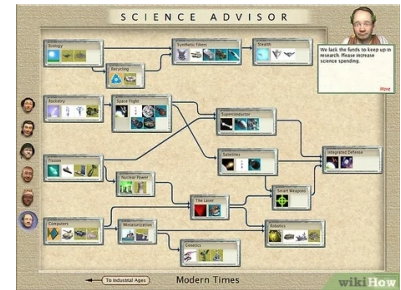 SCIENCE ADVISOR
We lack the funds to keep up in
research. Please increase
science spending.
More
Ecology
Synthetic Fibers
Stealth
Recycling
Rocketry
Space Flight
Superconductor
Fission
Satellites
Integrated Defense
Nuclear Power
Smart Weapons
The Laser
Computers
Miniaturization
Robotics
Genetics
To Industrial Ages
Modern Times
wikiHow